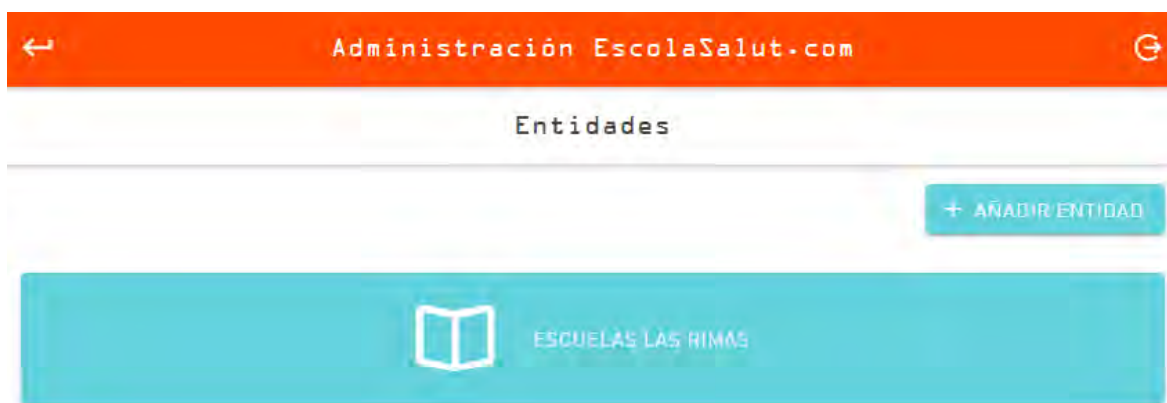 Administración EscolaSalut.com
Entidades
+ AÑADIR ENTIDAD
ESCUELAS LAS RIMAS